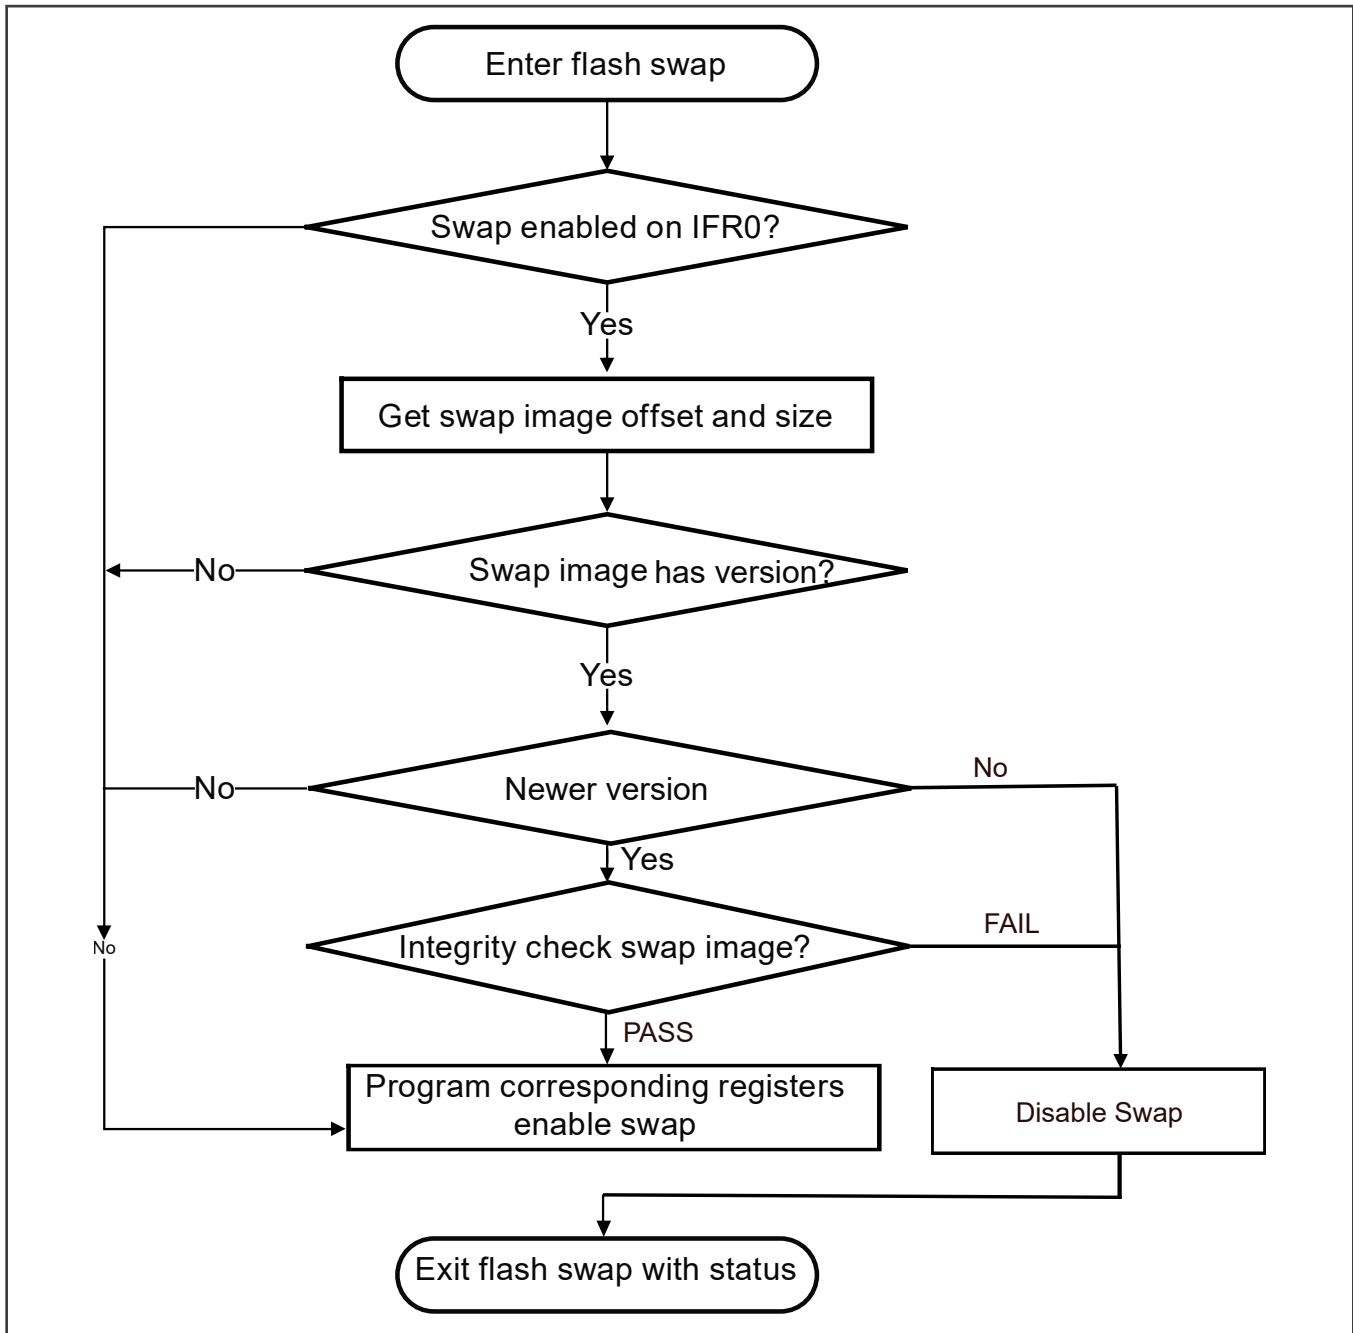 Enter flash swap
Swap enabled on IFR0?
Yes
Get swap image offset and size
No
Swap image has version?
Yes
No
Newer version
No
Yes
No
Integrity check swap image?
FAIL
PASS
Program corresponding registers
enable swap
Disable Swap
Exit flash swap with status